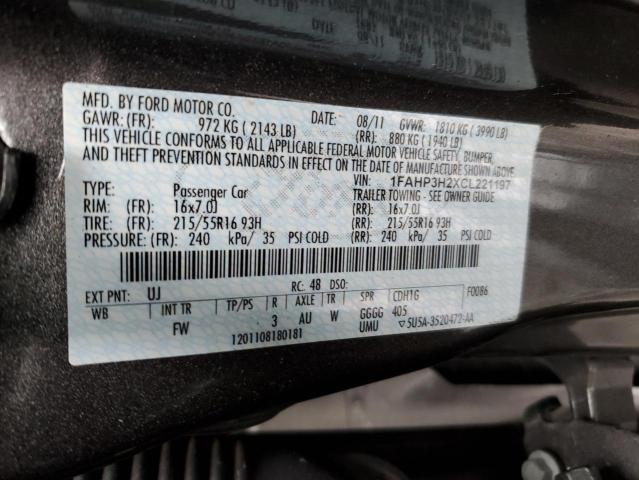 MFD. BY FORD MOTOR CO. DATE: 08/11 GVWR: 1810 KG (3990 LB)
GAWR: (FR): 972 KG (2143 LB) (RR): 880 KG (1940 LB)
THIS VEHICLE CONFORMS TO ALL APPLICABLE FEDERAL MOTOR VEHICLE SAFETY, BUMPER,
AND THEFT PREVENTION STANDARDS IN EFFECT ON THE DATE OF MANUFACTURE SHOWN ABOVE.
VIN: 1FAHP3H2XCL221197
TYPE: Passenger Car TRAILER TOWING - SEE OWNER GUIDE
RIM: (FR): 16x7.0J (RR): 16x7.0J
TIRE: (FR): 215/55R16 93H (RR): 215/55R16 93H
PRESSURE: (FR): 240 kPa/ 35 PSI COLD (RR): 240 kPa/ 35 PSI COLD
EXT PNT: UJ RC: 48 DSO: F0086
WB INT TR TP/PS R AXLE TR SPR CDH1G
FW 3 AU W GGGG 405
1201108180181 UMU ▽5U5A-3520472-AA